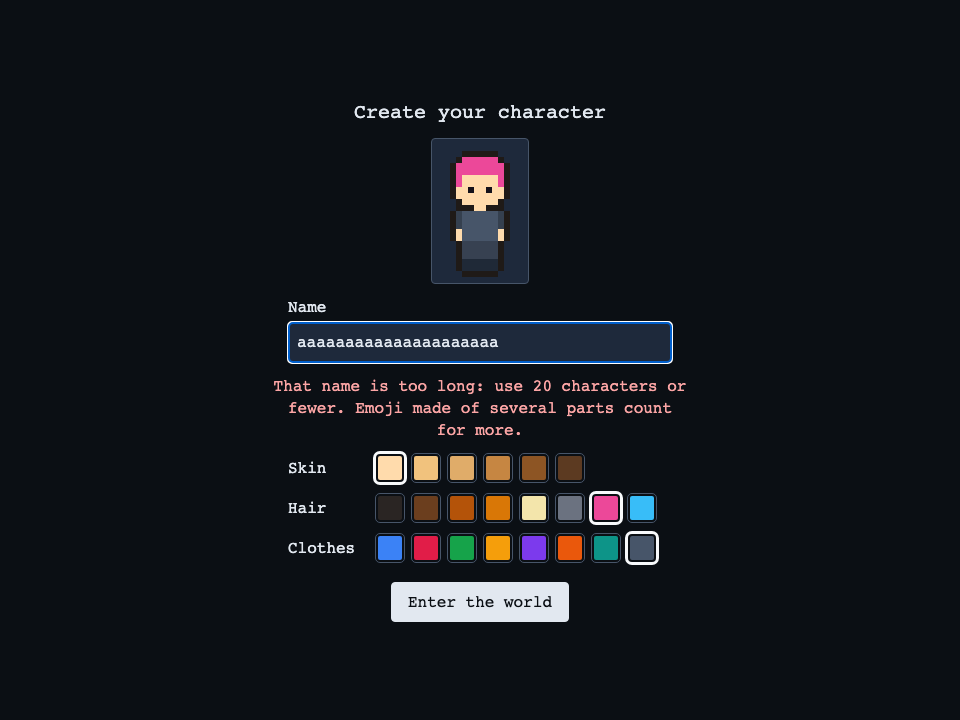 Create your character
Name
aaaaaaaaaaaaaaaaaaaaa
That name is too long: use 20 characters or
fewer. Emoji made of several parts count
for more.
Skin
Hair
Clothes
Enter the world